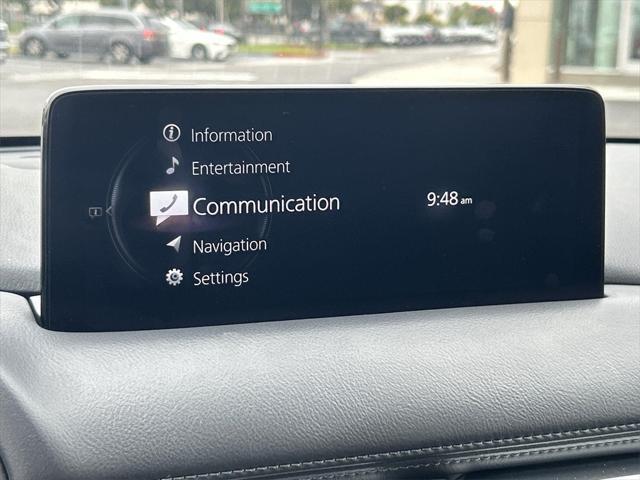 Information
Entertainment
Communication
9:48 am
Navigation
Settings